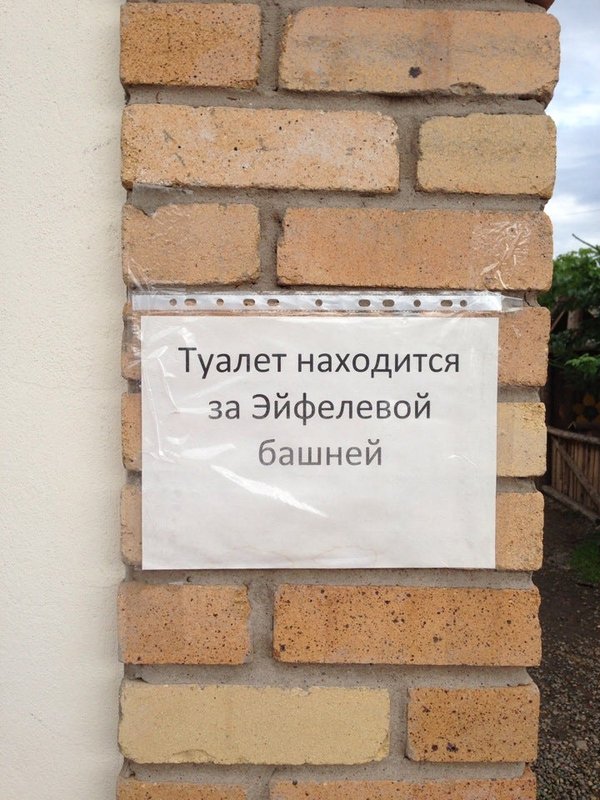 Туалет находится
за Эйфелевой
башней